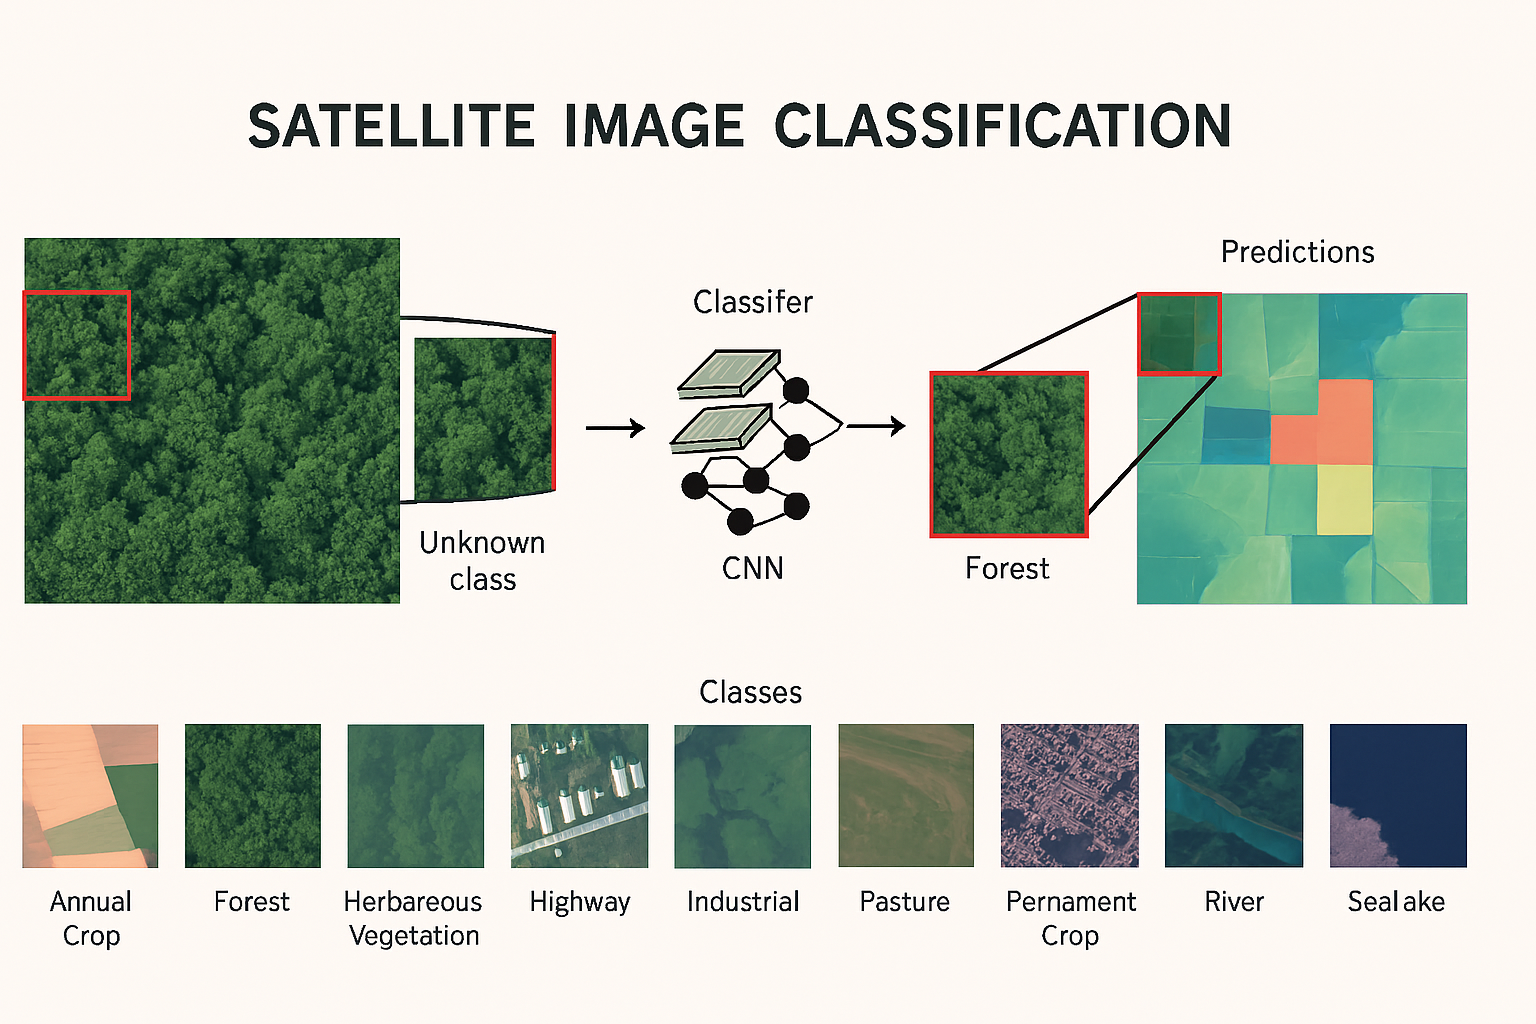 SATELLITE IMAGE CLASSIFICATION
Predictions
Classifer
Unknown
class
CNN
Forest
Classes
Annual
Crop
Forest
Herbareous
Vegetation
Highway
Industrial
Pasture
Pernament
Crop
River
Sealake